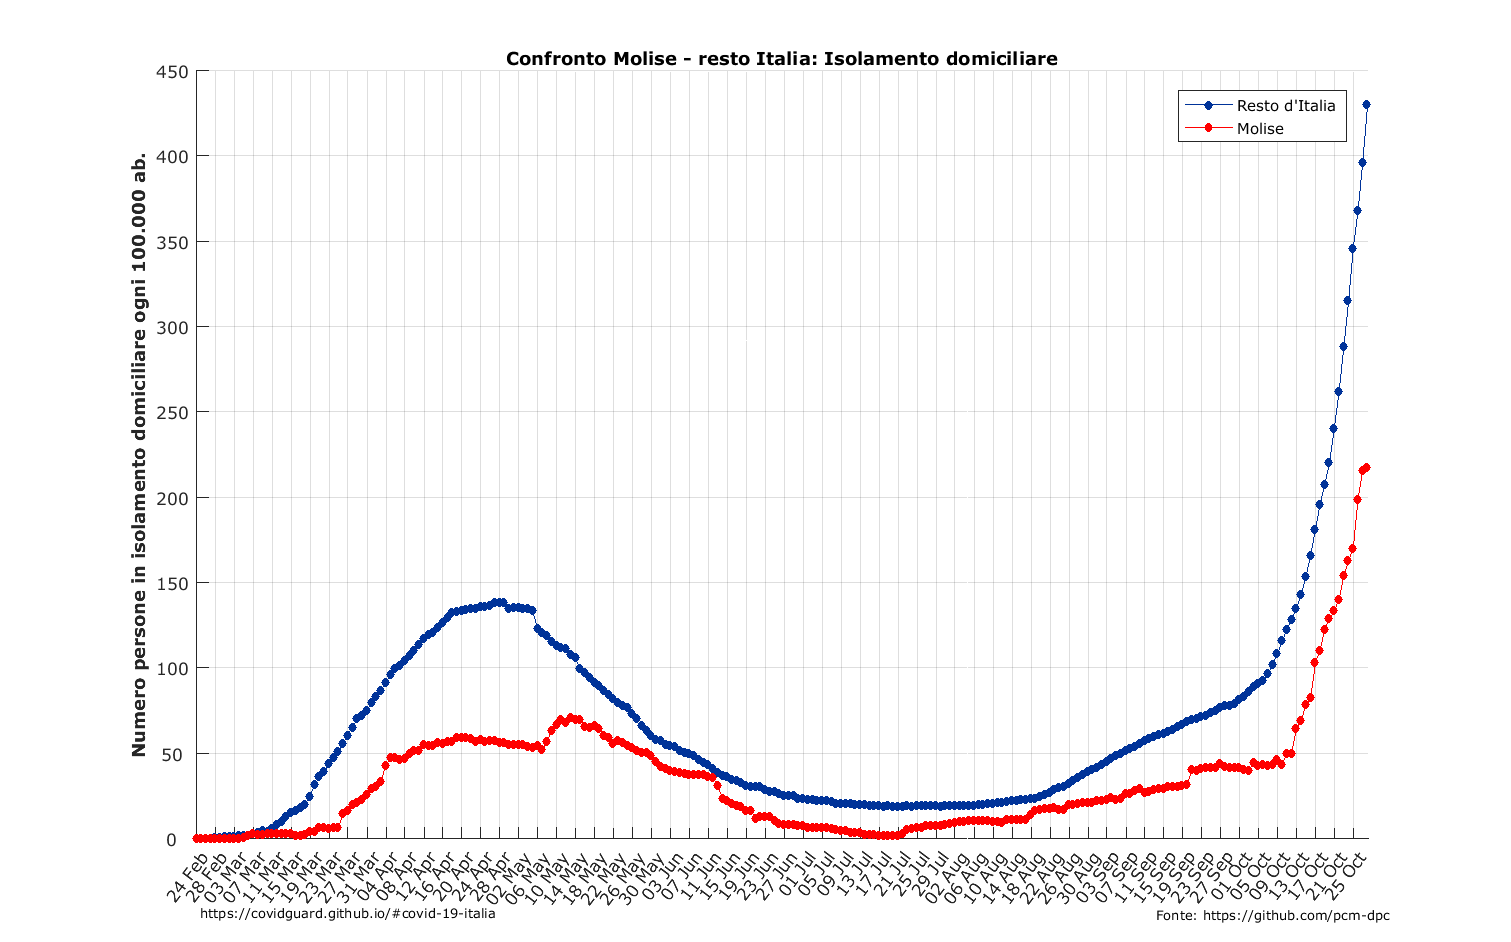 Confronto Molise - resto Italia: Isolamento domiciliare
Numero persone in isolamento domiciliare ogni 100.000 ab.
450
400
350
300
250
200
150
100
50
0
Resto d'Italia
Molise
24 Feb
28 Feb
03 Mar
07 Mar
11 Mar
15 Mar
19 Mar
23 Mar
27 Mar
31 Mar
04 Apr
08 Apr
12 Apr
16 Apr
20 Apr
24 Apr
28 Apr
02 May
06 May
10 May
14 May
18 May
22 May
26 May
30 May
03 Jun
07 Jun
11 Jun
15 Jun
19 Jun
23 Jun
27 Jun
01 Jul
05 Jul
09 Jul
13 Jul
17 Jul
21 Jul
25 Jul
29 Jul
02 Aug
06 Aug
10 Aug
14 Aug
18 Aug
22 Aug
26 Aug
30 Aug
03 Sep
07 Sep
11 Sep
15 Sep
19 Sep
23 Sep
27 Sep
01 Oct
05 Oct
09 Oct
13 Oct
17 Oct
21 Oct
25 Oct
https://covidguard.github.io/#covid-19-italia
Fonte: https://github.com/pcm-dpc